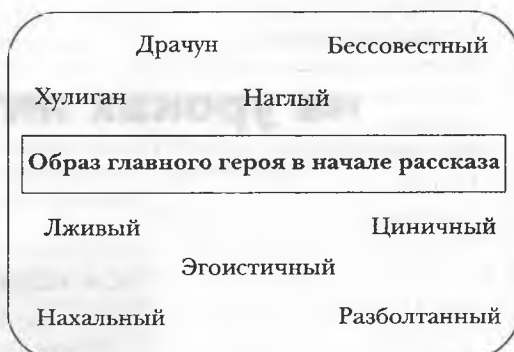 Драчун Бессовестный
Хулиган Наглый
Образ главного героя в начале рассказа
Лживый Циничный
Эгоистичный
Нахальный Разболтанный